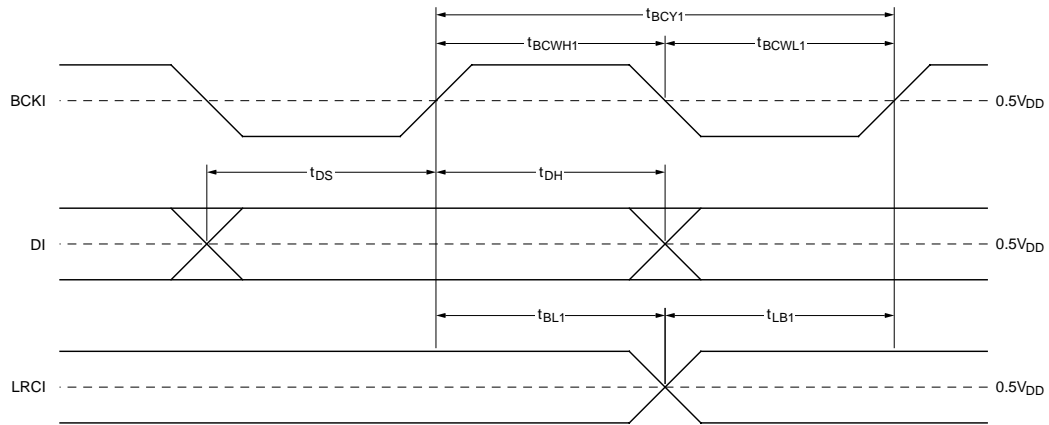 tBCY1
tBCWH1 tBCWL1
BCKI 0.5VDD
tDS tDH
DI 0.5VDD
tBL1 tLB1
LRCI 0.5VDD